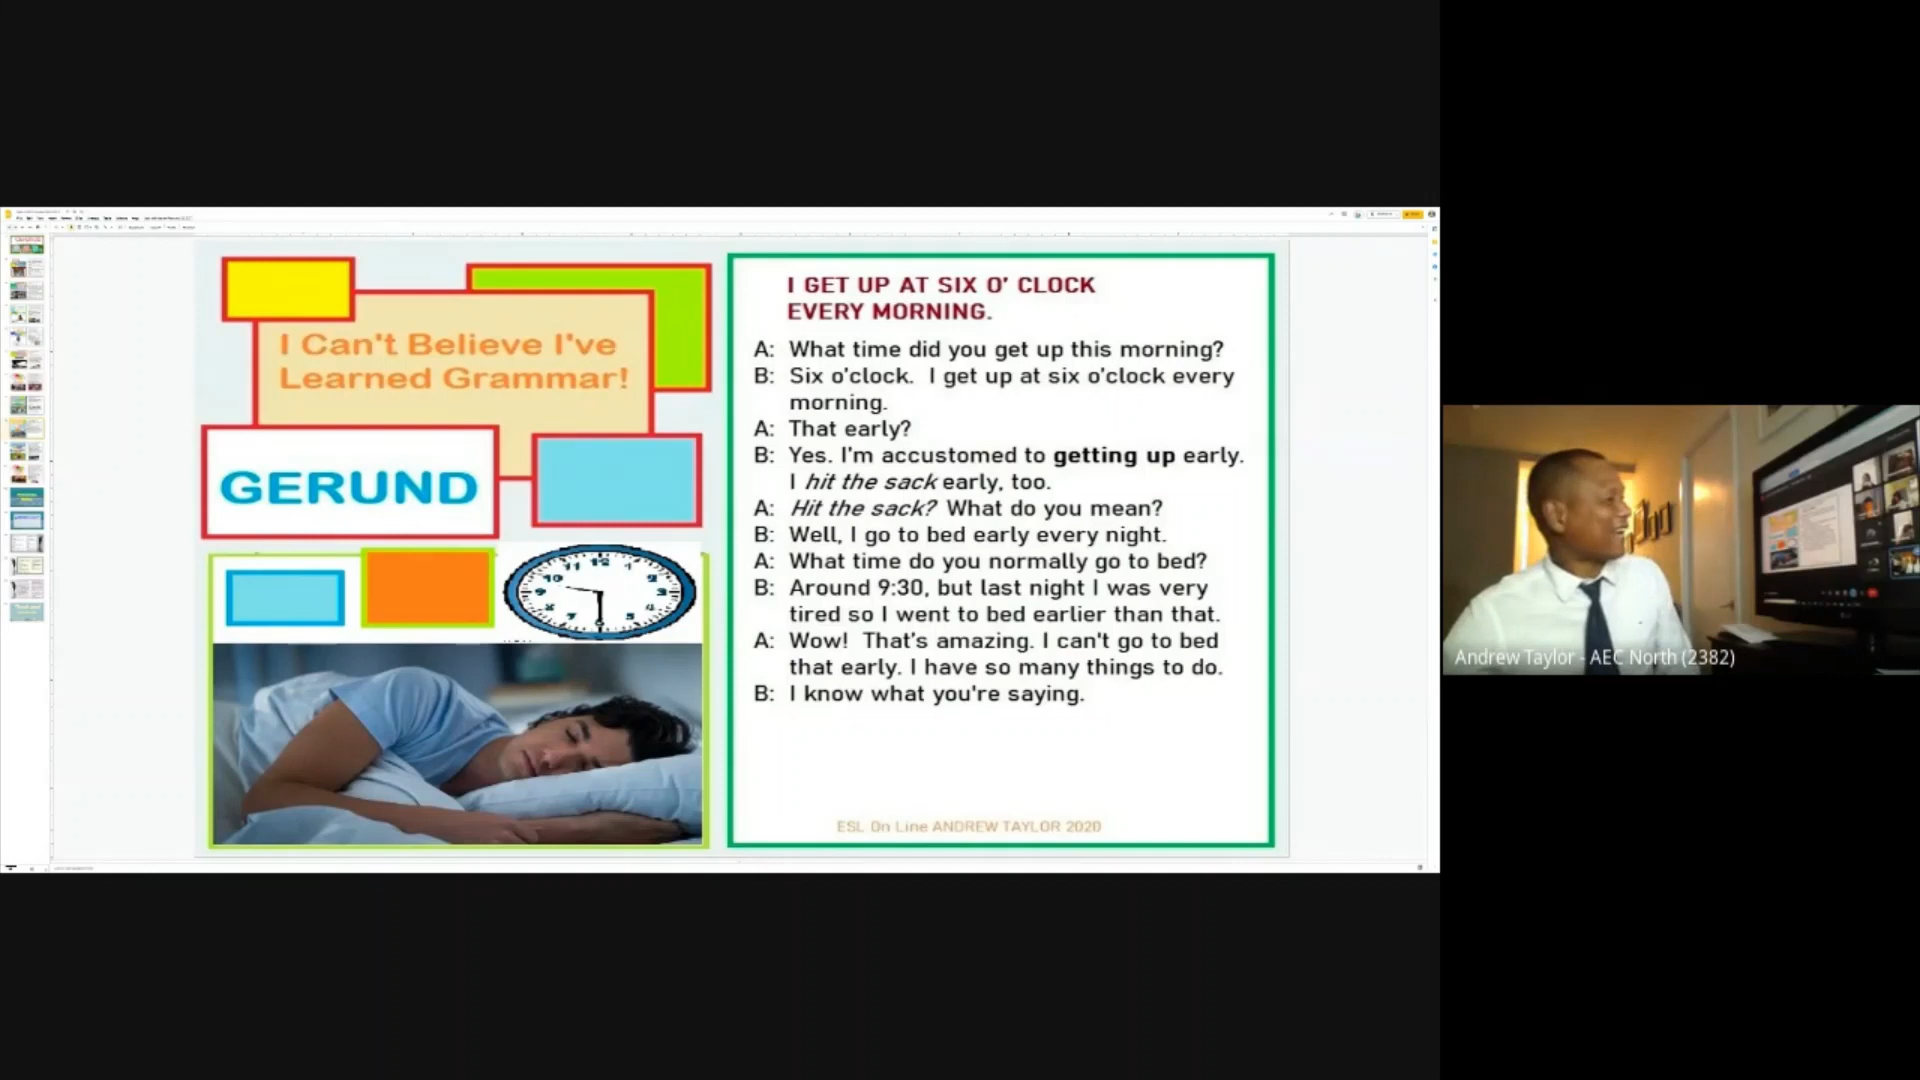 I Can't Believe I've
Learned Grammar!
GERUND
I GET UP AT SIX O' CLOCK
EVERY MORNING.
A: What time did you get up this morning?
B: Six o'clock. I get up at six o'clock every
morning.
A: That early?
B: Yes. I'm accustomed to getting up early.
I hit the sack early, too.
A: Hit the sack? What do you mean?
B: Well, I go to bed early every night.
A: What time do you normally go to bed?
B: Around 9:30, but last night I was very
tired so I went to bed earlier than that.
A: Wow! That's amazing. I can't go to bed
that early. I have so many things to do.
B: I know what you're saying.
ESL On Line ANDREW TAYLOR 2020
Andrew Taylor - AEC North (2382)